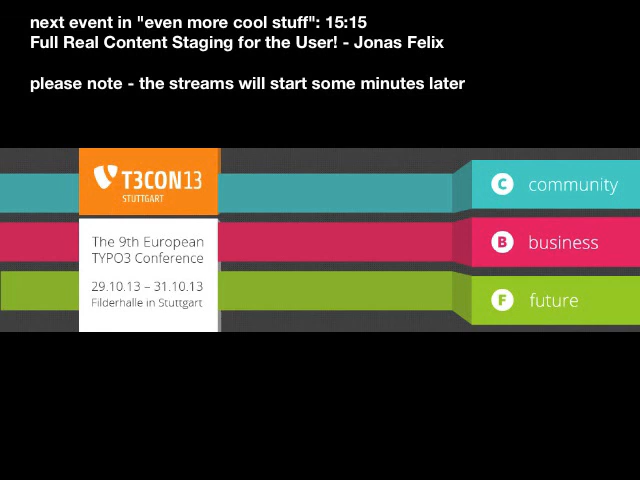 next event in "even more cool stuff": 15:15
Full Real Content Staging for the User! - Jonas Felix
please note - the streams will start some minutes later
T3CON13
STUTTGART
The 9th European
TYPO3 Conference
29.10.13 – 31.10.13
Filderhalle in Stuttgart
C community
B business
F future